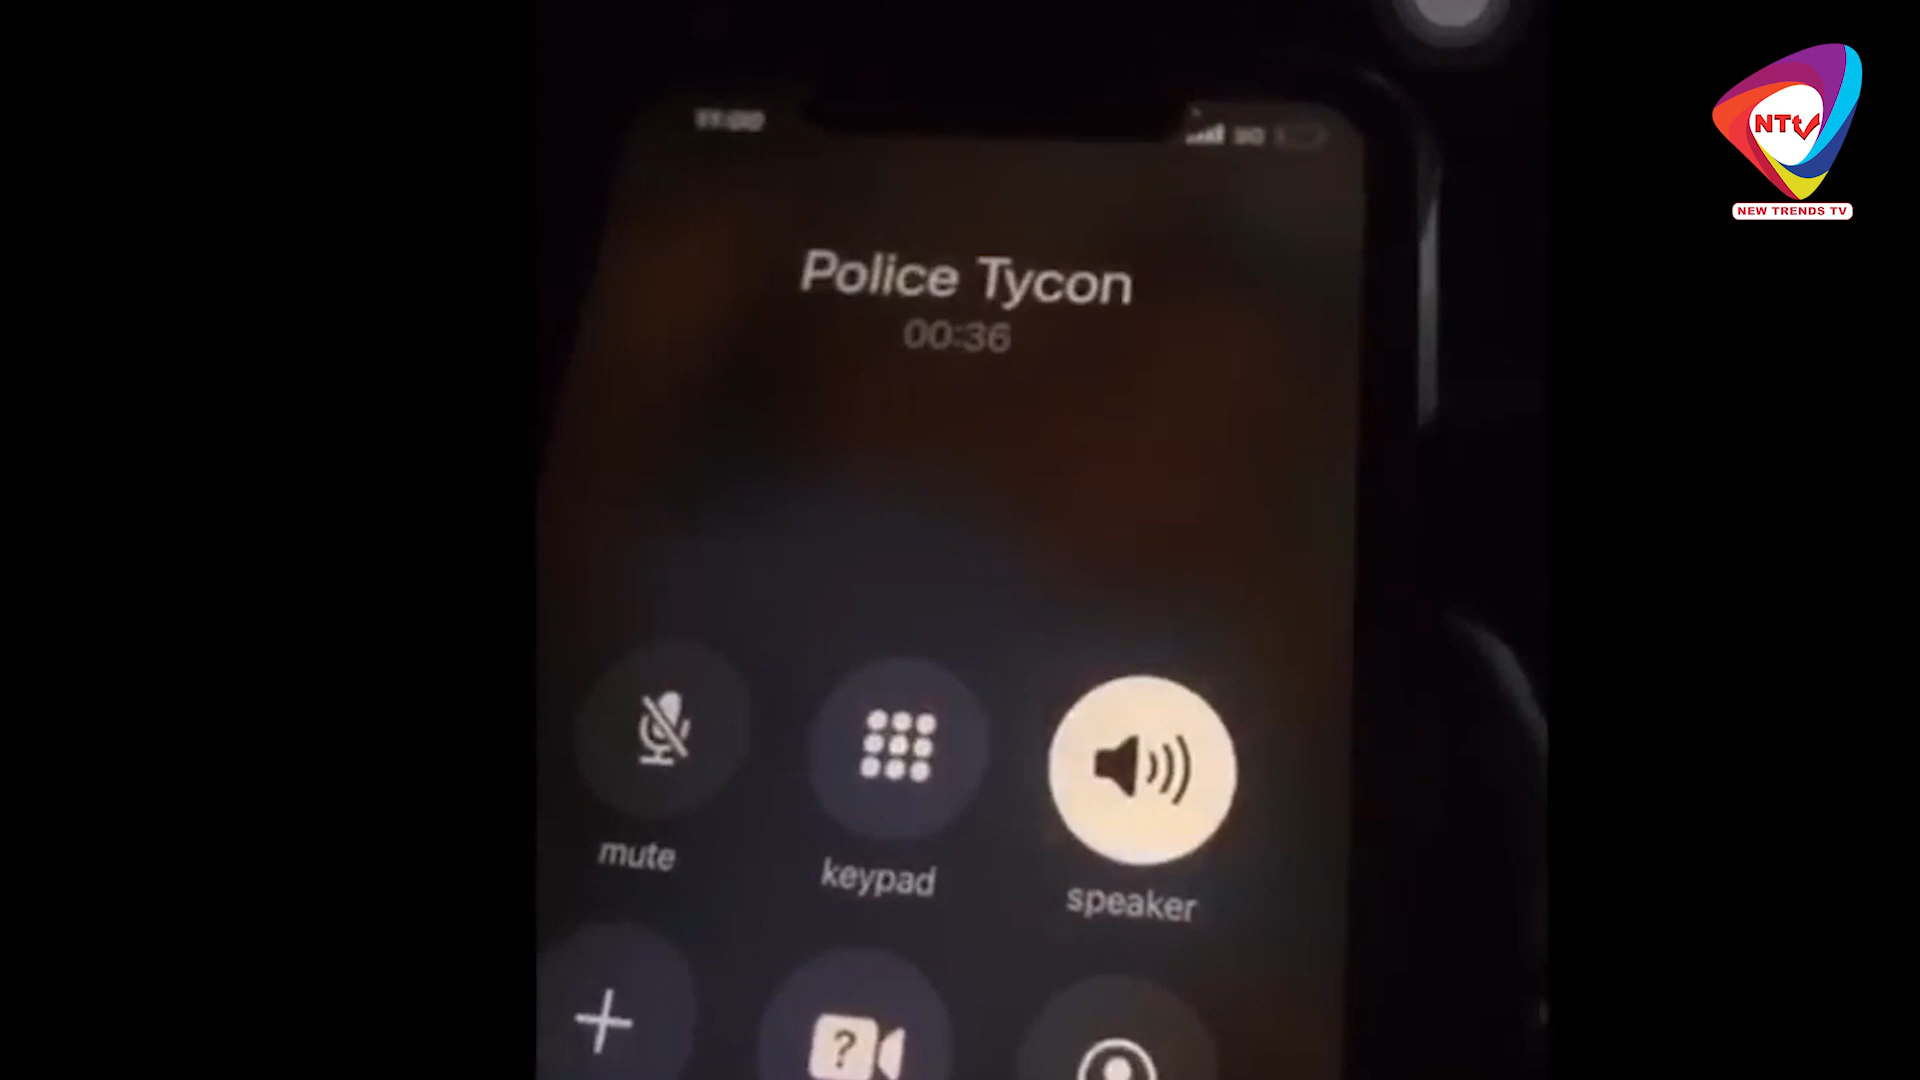 Police Tycon
00:36
mute
keypad
speaker
?
NTv
NEW TRENDS TV